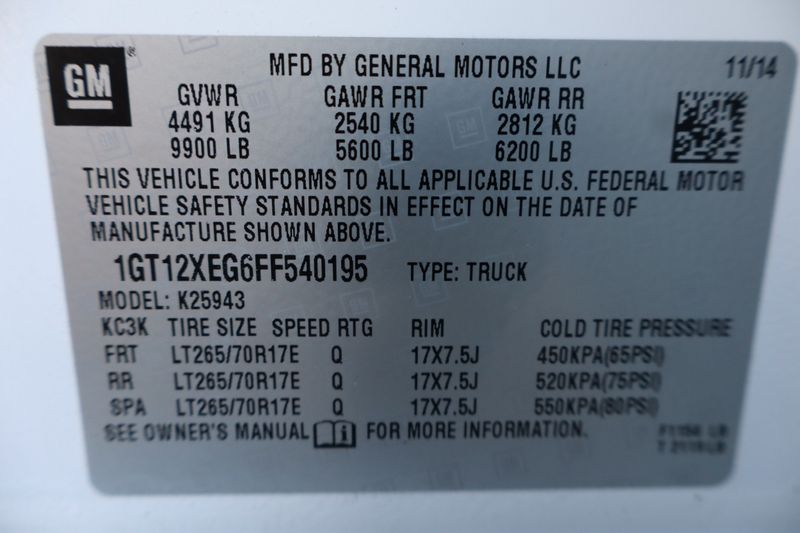 GM
MFD BY GENERAL MOTORS LLC 11/14
GVWR GAWR FRT GAWR RR
4491 KG 2540 KG 2812 KG
9900 LB 5600 LB 6200 LB
THIS VEHICLE CONFORMS TO ALL APPLICABLE U.S. FEDERAL MOTOR
VEHICLE SAFETY STANDARDS IN EFFECT ON THE DATE OF
MANUFACTURE SHOWN ABOVE.
1GT12XEG6FF540195 TYPE: TRUCK
MODEL: K25943
KC3K TIRE SIZE SPEED RTG RIM COLD TIRE PRESSURE
FRT LT265/70R17E Q 17X7.5J 450KPA(65PSI)
RR LT265/70R17E Q 17X7.5J 520KPA(75PSI)
SPA LT265/70R17E Q 17X7.5J 550KPA(80PSI)
SEE OWNER'S MANUAL FOR MORE INFORMATION.
LB
T LB